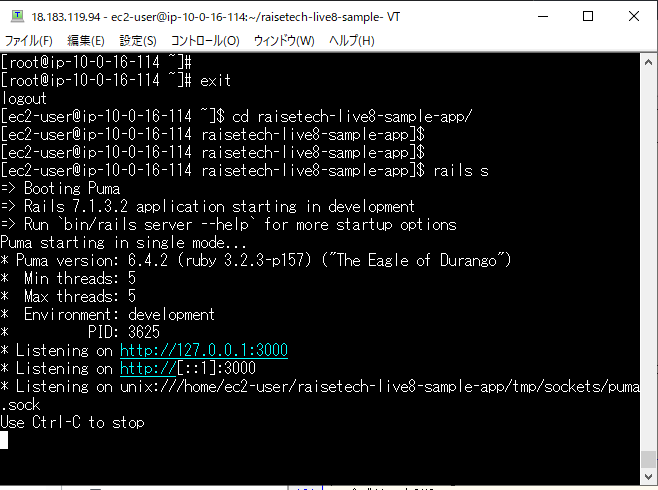 18.183.119.94 - ec2-user@ip-10-0-16-114:~/raisetech-live8-sample- VT
ファイル(F) 編集(E) 設定(S) コントロール(O) ウィンドウ(W) ヘルプ(H)
[root@ip-10-0-16-114 ~]#
[root@ip-10-0-16-114 ~]# exit
logout
[ec2-user@ip-10-0-16-114 ~]$ cd raisetech-live8-sample-app/
[ec2-user@ip-10-0-16-114 raisetech-live8-sample-app]$
[ec2-user@ip-10-0-16-114 raisetech-live8-sample-app]$
[ec2-user@ip-10-0-16-114 raisetech-live8-sample-app]$ rails s
=> Booting Puma
=> Rails 7.1.3.2 application starting in development
=> Run `bin/rails server --help` for more startup options
Puma starting in single mode...
* Puma version: 6.4.2 (ruby 3.2.3-p157) ("The Eagle of Durango")
*  Min threads: 5
*  Max threads: 5
*  Environment: development
*          PID: 3625
* Listening on http://127.0.0.1:3000
* Listening on http://[::1]:3000
* Listening on unix:///home/ec2-user/raisetech-live8-sample-app/tmp/sockets/puma
.sock
Use Ctrl-C to stop